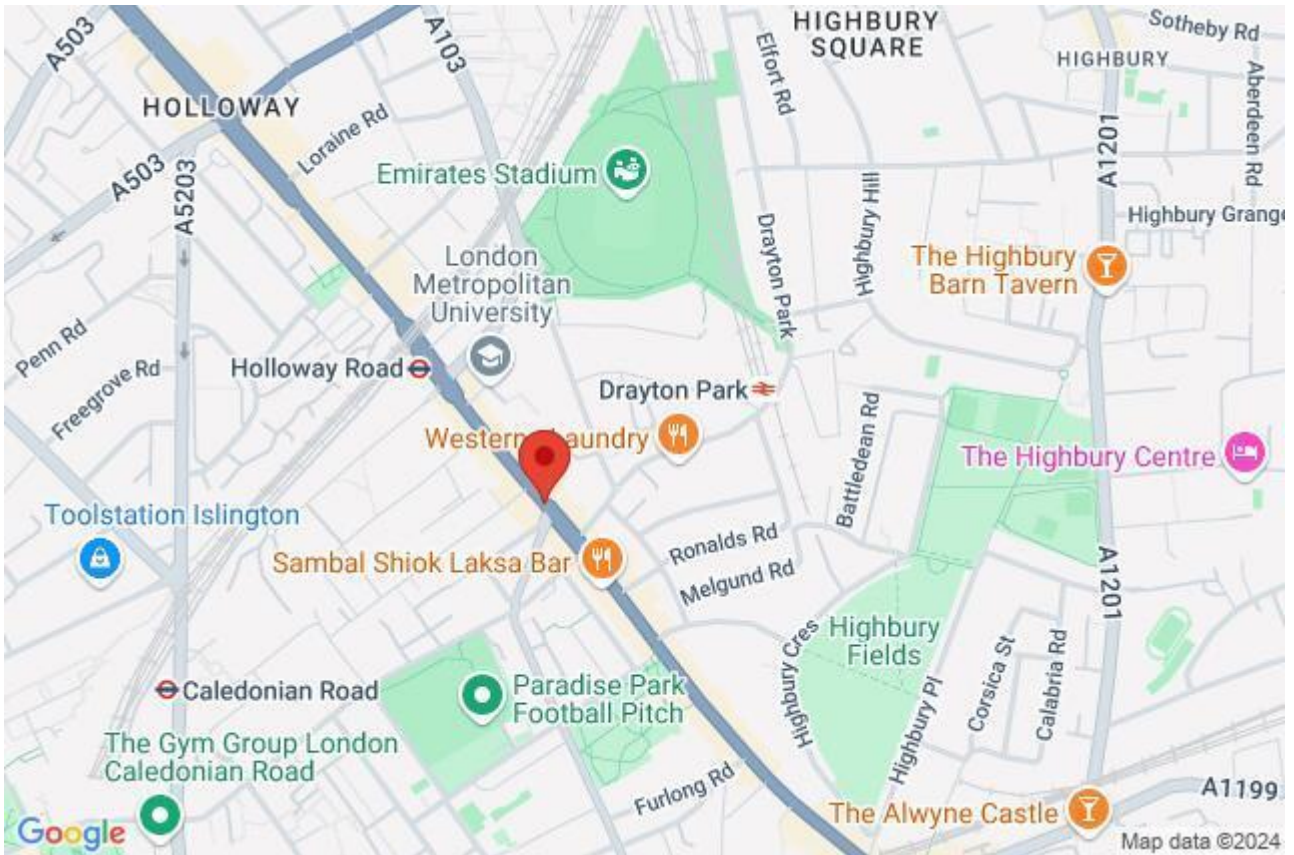 A503
A103
HIGHBURY
SQUARE
Sotheby Rd
HIGHBURY
Elfort Rd
Aberdeen Rd
HOLLOWAY
Loraine Rd
A503
A5203
Emirates Stadium
A1201
Highbury Hill
Drayton Park
Highbury Grange
London
Metropolitan
University
The Highbury
Barn Tavern
Penn Rd
Freegrove Rd
Holloway Road
Drayton Park
Battledean Rd
Western Laundry
The Highbury Centre
Toolstation Islington
Ronalds Rd
Sambal Shiok Laksa Bar
Melgund Rd
A1201
Highbury
Fields
Highbury Cres
Corsica St
Calabria Rd
Highbury Pl
Caledonian Road
Paradise Park
Football Pitch
The Gym Group London
Caledonian Road
Furlong Rd
A1199
The Alwyne Castle
Google
Map data ©2024